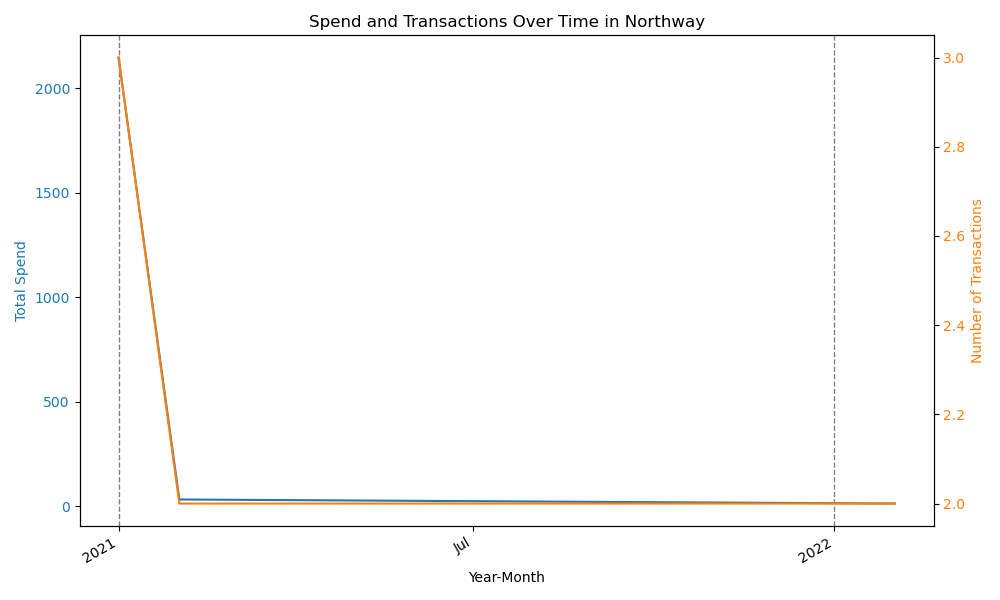 Spend and Transactions Over Time in Northway
2000
1500
1000
500
0
Total Spend
3.0
2.8
2.6
2.4
2.2
2.0
Number of Transactions
2021
Jul
2022
Year-Month